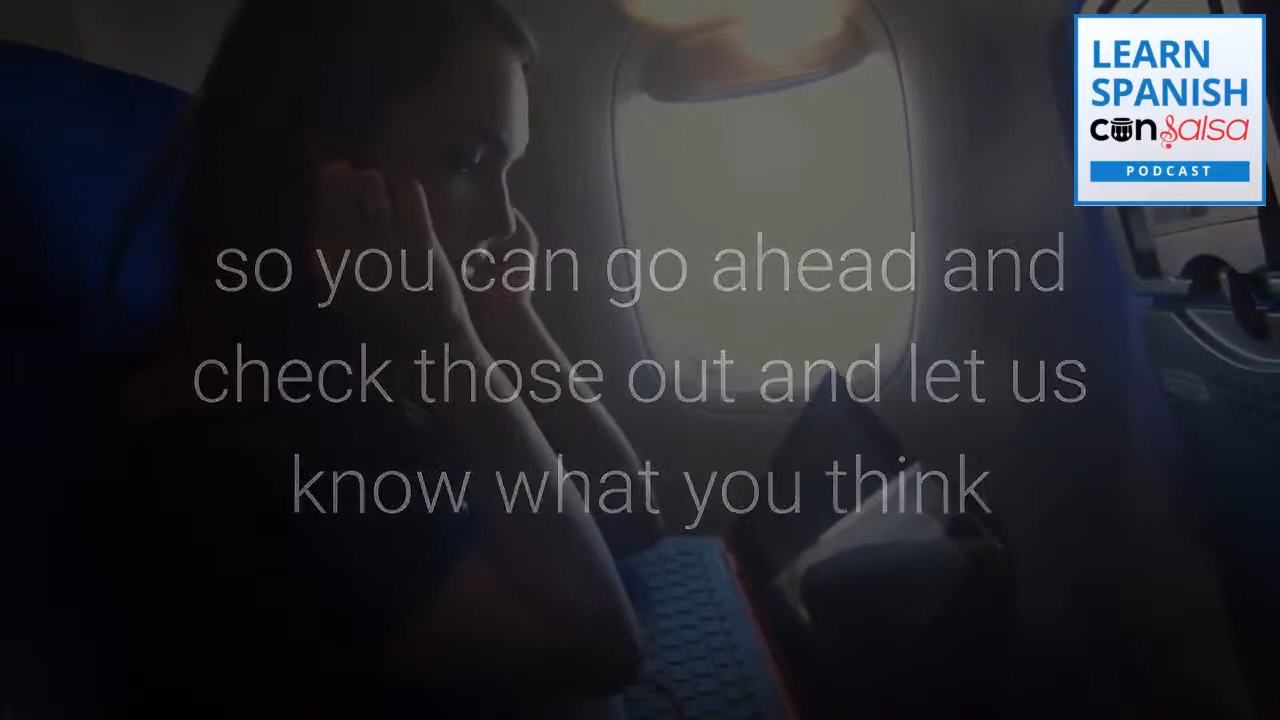 LEARN
SPANISH
con salsa
PODCAST
so you can go ahead and
check those out and let us
know what you think